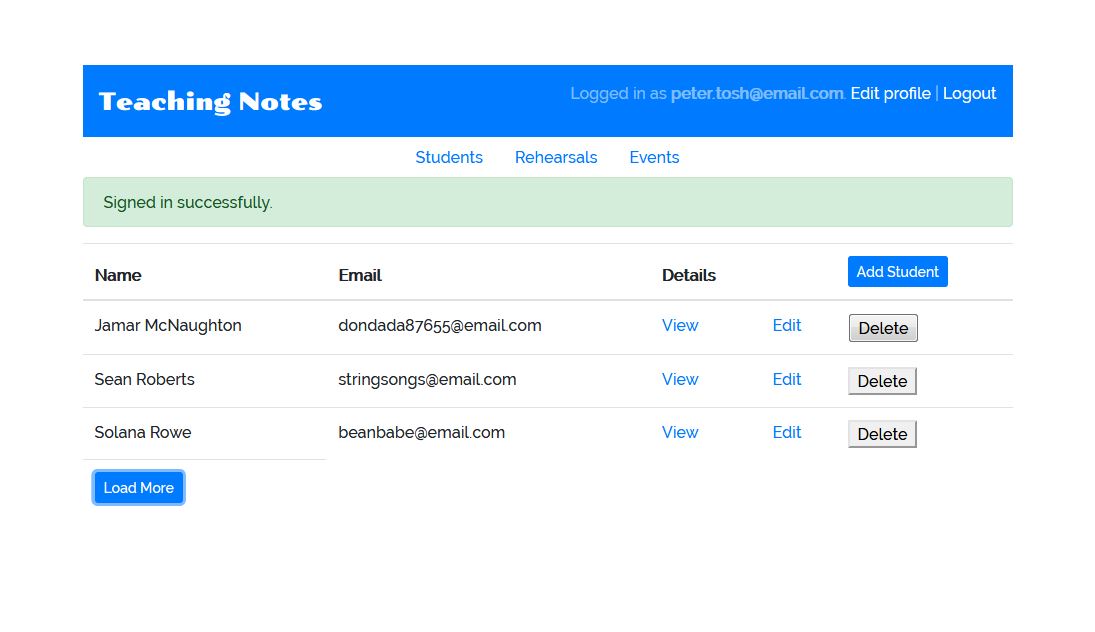 Teaching Notes
Logged in as peter.tosh@email.com. Edit profile | Logout
Students Rehearsals Events
Signed in successfully.
Name Email Details Add Student
Jamar McNaughton dondada87655@email.com View Edit Delete
Sean Roberts stringsongs@email.com View Edit Delete
Solana Rowe beanbabe@email.com View Edit Delete
Load More